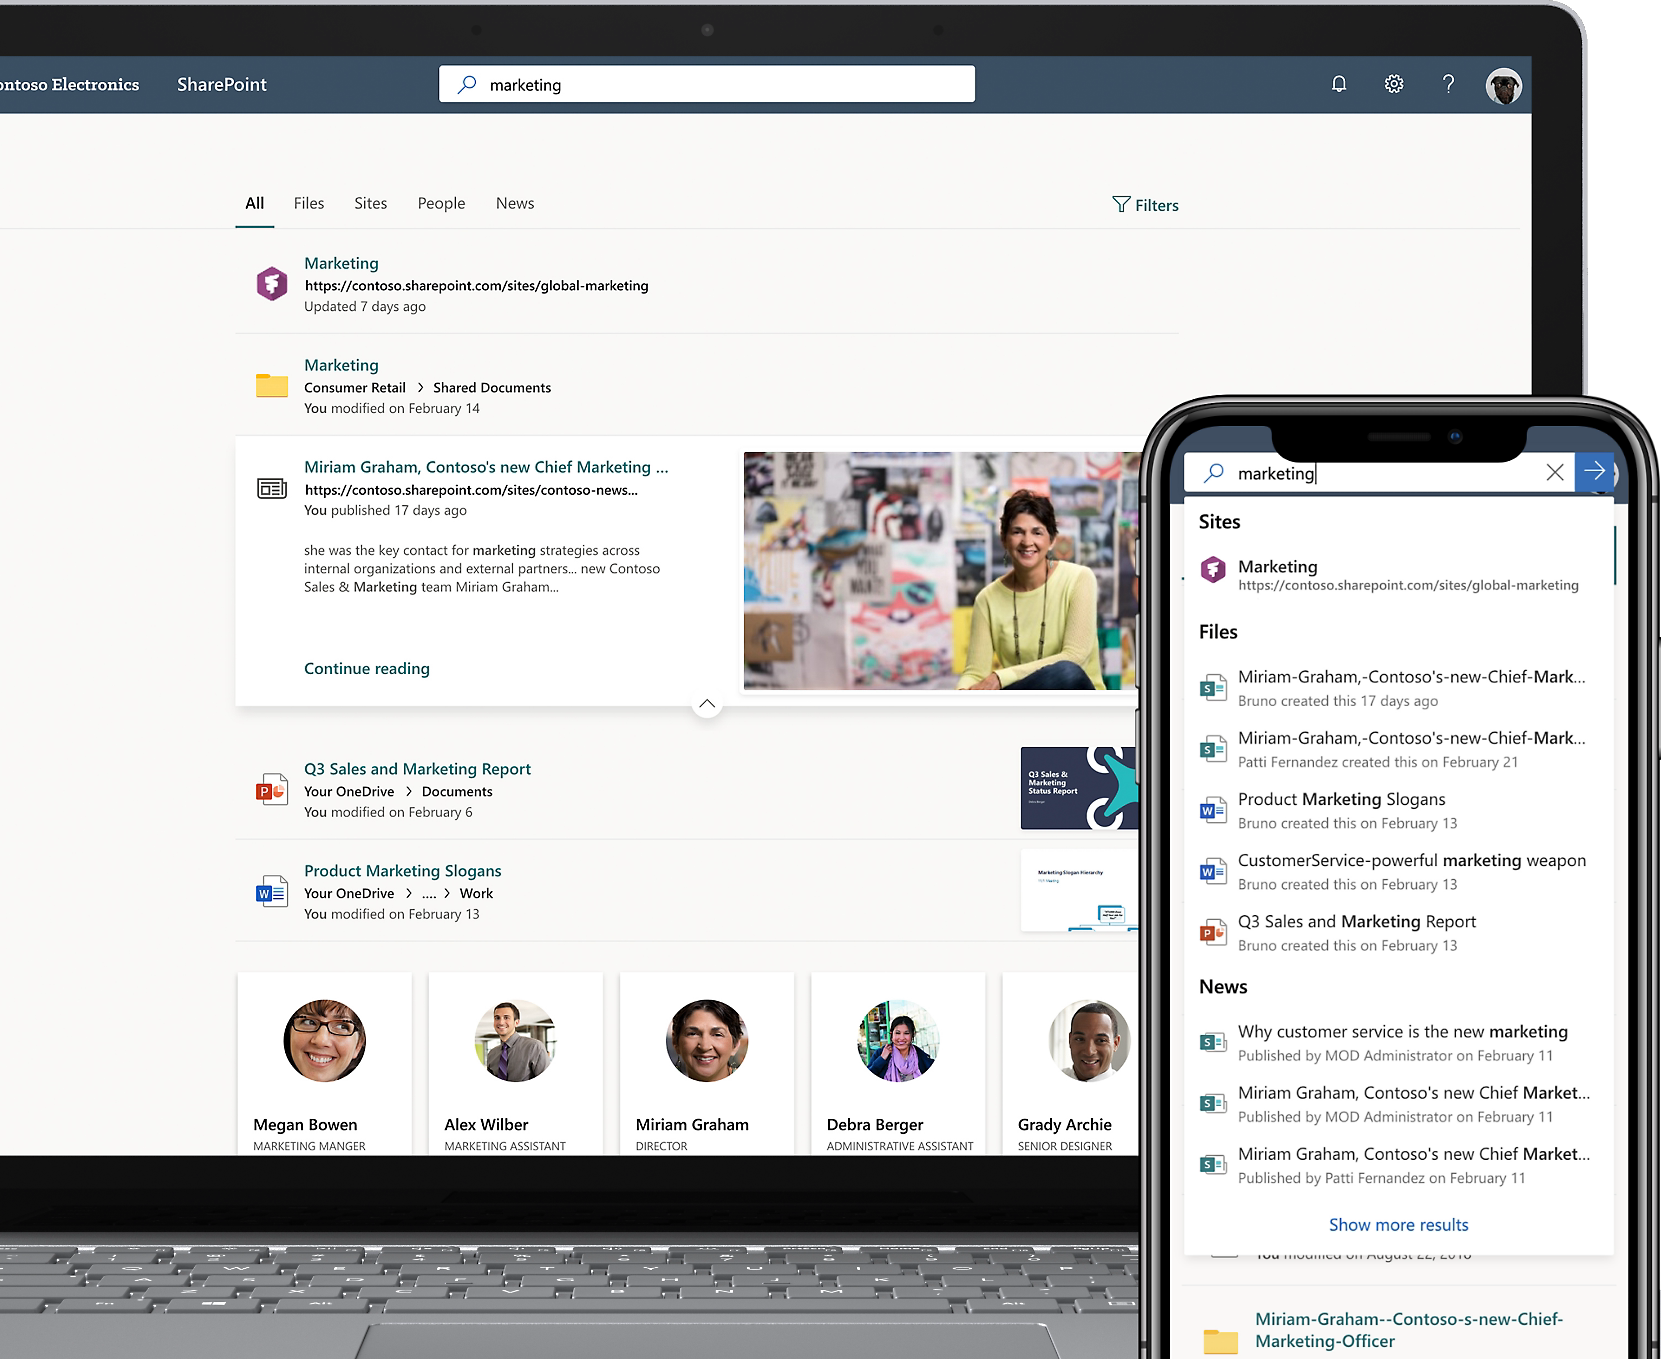 ontoso Electronics
SharePoint
marketing
All
Files
Sites
People
News
Filters
Marketing
https://contoso.sharepoint.com/sites/global-marketing
Updated 7 days ago
Marketing
Consumer Retail > Shared Documents
You modified on February 14
Miriam Graham, Contoso's new Chief Marketing ...
https://contoso.sharepoint.com/sites/contoso-news...
You published 17 days ago
she was the key contact for marketing strategies across
internal organizations and external partners... new Contoso
Sales & Marketing team Miriam Graham...
Continue reading
Q3 Sales and Marketing Report
Your OneDrive > Documents
You modified on February 6
Q3 Sales &
Marketing
Status Report
Product Marketing Slogans
Your OneDrive > .... > Work
You modified on February 13
Marketing Slogan Hierarchy
Megan Bowen
MARKETING MANGER
Alex Wilber
MARKETING ASSISTANT
Miriam Graham
DIRECTOR
Debra Berger
ADMINISTRATIVE ASSISTANT
Grady Archie
SENIOR DESIGNER
marketing
Sites
Marketing
https://contoso.sharepoint.com/sites/global-marketing
Files
Miriam-Graham,-Contoso's-new-Chief-Mark...
Bruno created this 17 days ago
Miriam-Graham,-Contoso's-new-Chief-Mark...
Patti Fernandez created this on February 21
Product Marketing Slogans
Bruno created this on February 13
CustomerService-powerful marketing weapon
Bruno created this on February 13
Q3 Sales and Marketing Report
Bruno created this on February 13
News
Why customer service is the new marketing
Published by MOD Administrator on February 11
Miriam Graham, Contoso's new Chief Market...
Published by MOD Administrator on February 11
Miriam Graham, Contoso's new Chief Market...
Published by Patti Fernandez on February 11
Show more results
You modified on August 22, 2018
Miriam-Graham--Contoso-s-new-Chief-
Marketing-Officer